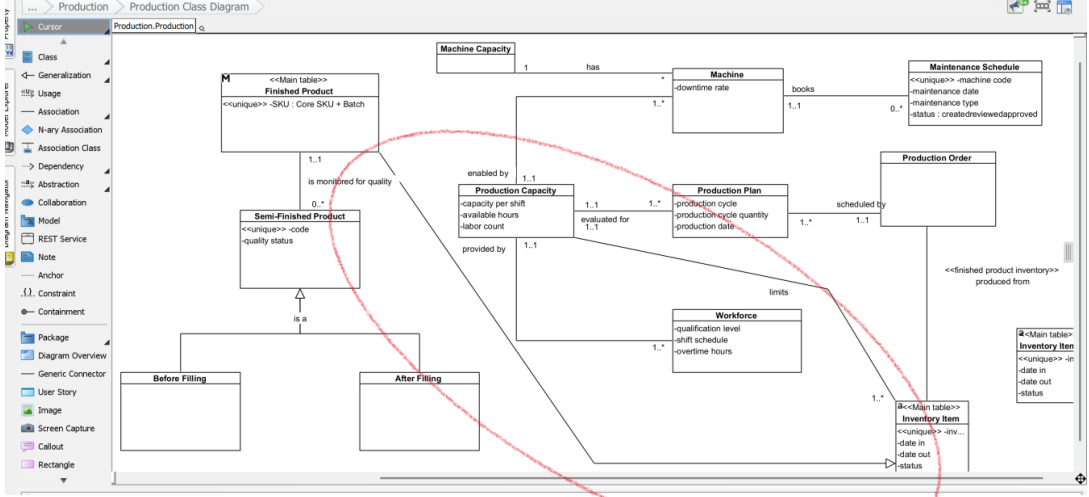 ... Production Production Class Diagram
Cursor
Production.Production
Class
Generalization
Usage
Association
N-ary Association
Association Class
Dependency
Abstraction
Collaboration
Model
REST Service
Note
Anchor
Constraint
Containment
Package
Diagram Overview
Generic Connector
User Story
Image
Screen Capture
Callout
Rectangle
Machine Capacity
1
has
*
Machine
-downtime rate
1..*
books
1..1
0..*
Maintenance Schedule
<<unique>> -machine code
-maintenance date
-maintenance type
-status : createdreviewedapproved
M
<<Main table>>
Finished Product
<<unique>> -SKU : Core SKU + Batch
1..1
is monitored for quality
0..*
Semi-Finished Product
<<unique>> -code
-quality status
is a
Before Filling
After Filling
enabled by
1..1
Production Capacity
-capacity per shift
-available hours
-labor count
1..1
1..*
evaluated for
1..1
provided by
1..1
Production Plan
-production cycle
-production cycle quantity
-production date
scheduled by
1..*
1..1
Production Order
<<finished product inventory>>
produced from
limits
Workforce
-qualification level
-shift schedule
-overtime hours
1..*
1..*
a<<Main table>>
Inventory Item
<<unique>> -inv...
-date in
-date out
-status
a<Main table>>
<<unique>> -in
-date in
-date out
-status